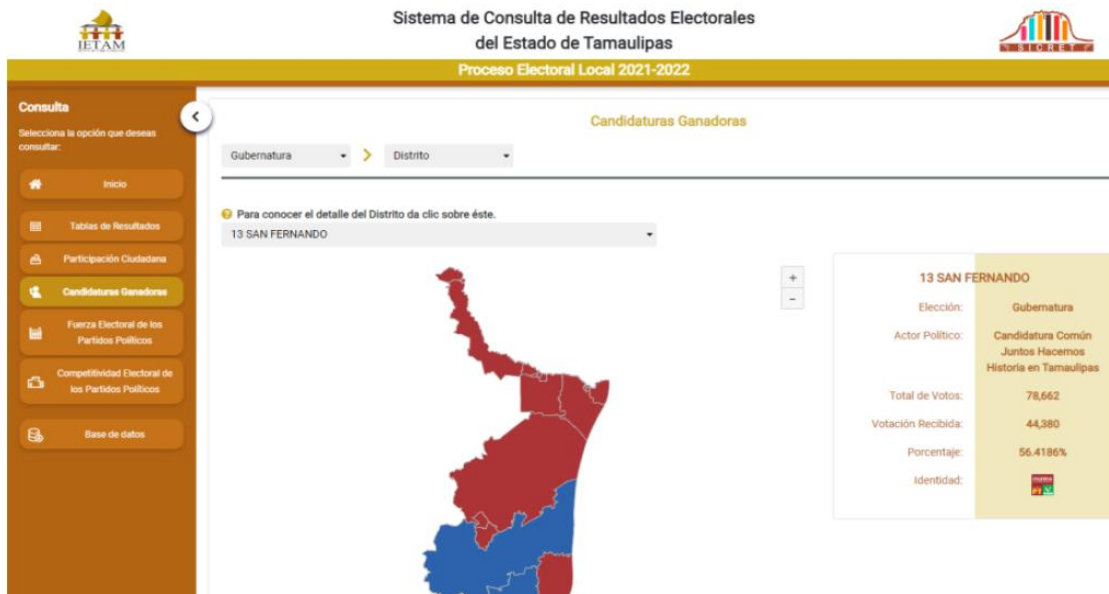 IETAM
Sistema de Consulta de Resultados Electorales
del Estado de Tamaulipas
SICRET
Proceso Electoral Local 2021-2022
Consulta
Selecciona la opción que deseas
consultar:
Inicio
Tablas de Resultados
Participación Ciudadana
Candidaturas Ganadoras
Fuerza Electoral de los
Partidos Políticos
Competitividad Electoral de
los Partidos Políticos
Base de datos
Candidaturas Ganadoras
Gubernatura
Distrito
Para conocer el detalle del Distrito da clic sobre éste.
13 SAN FERNANDO
+
-
13 SAN FERNANDO
Elección: Gubernatura
Actor Político: Candidatura Común
Juntos Hacemos
Historia en Tamaulipas
Total de Votos: 78,662
Votación Recibida: 44,380
Porcentaje: 56.4186%
Identidad: